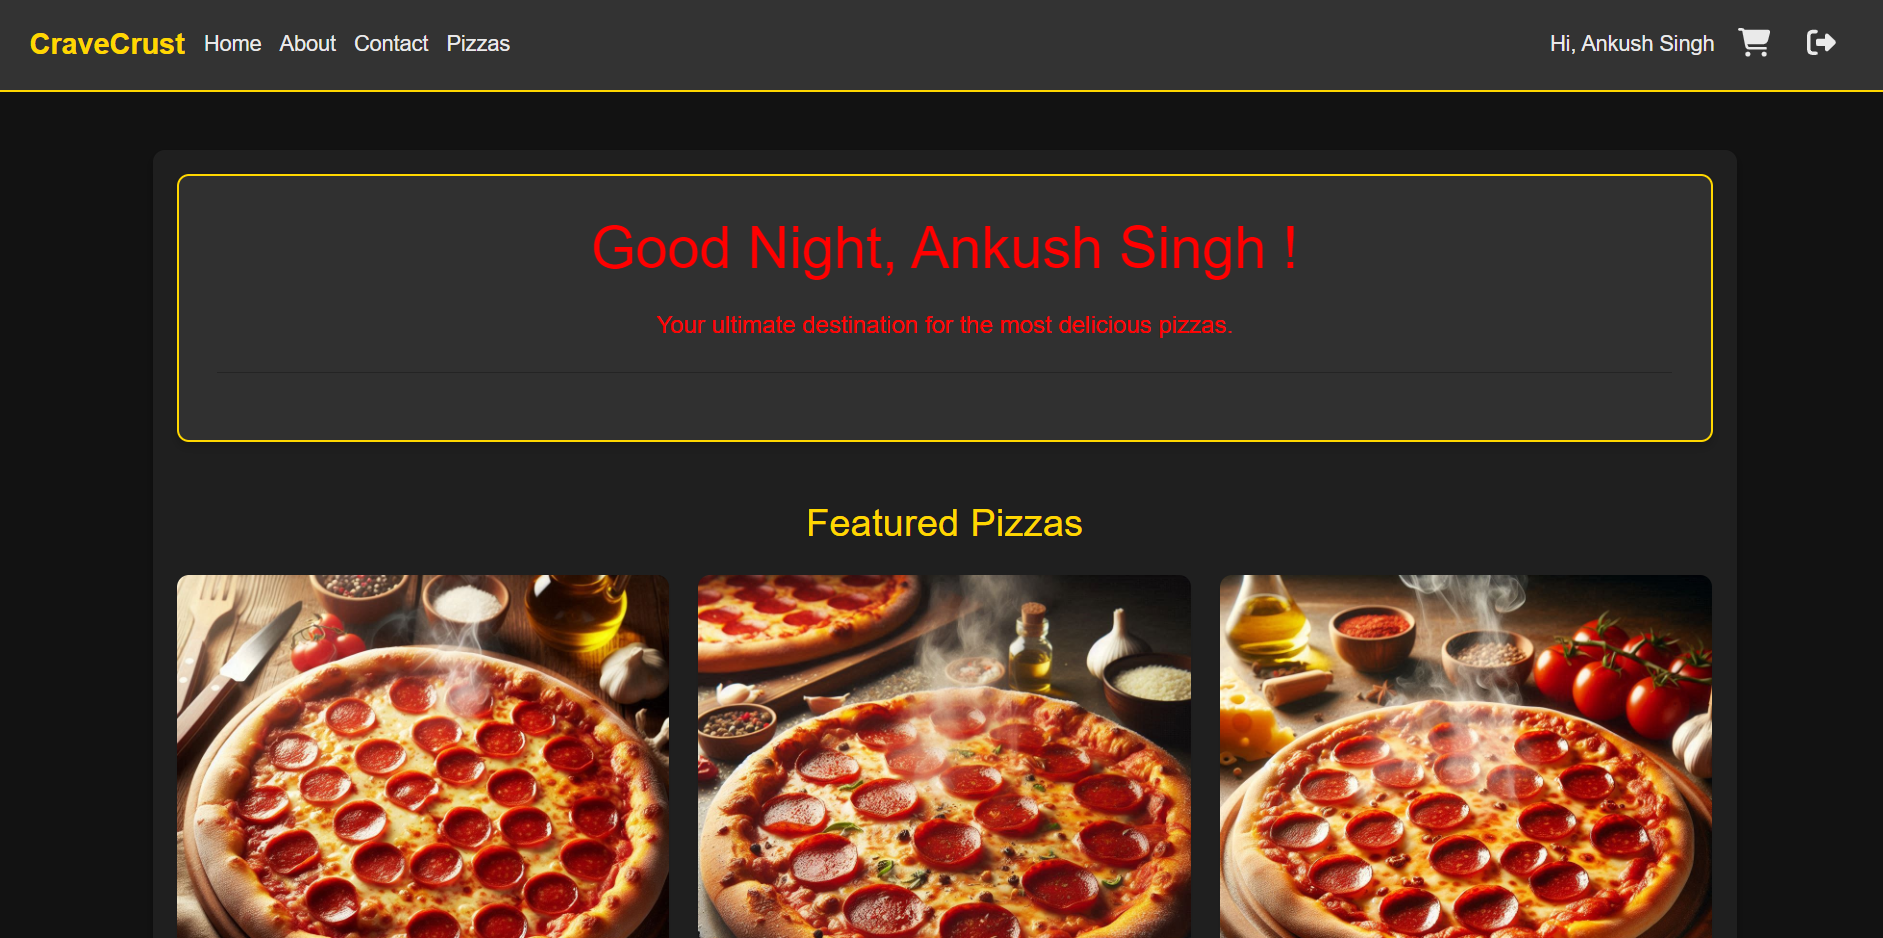 CraveCrust Home About Contact Pizzas Hi, Ankush Singh
Good Night, Ankush Singh !
Your ultimate destination for the most delicious pizzas.
Featured Pizzas